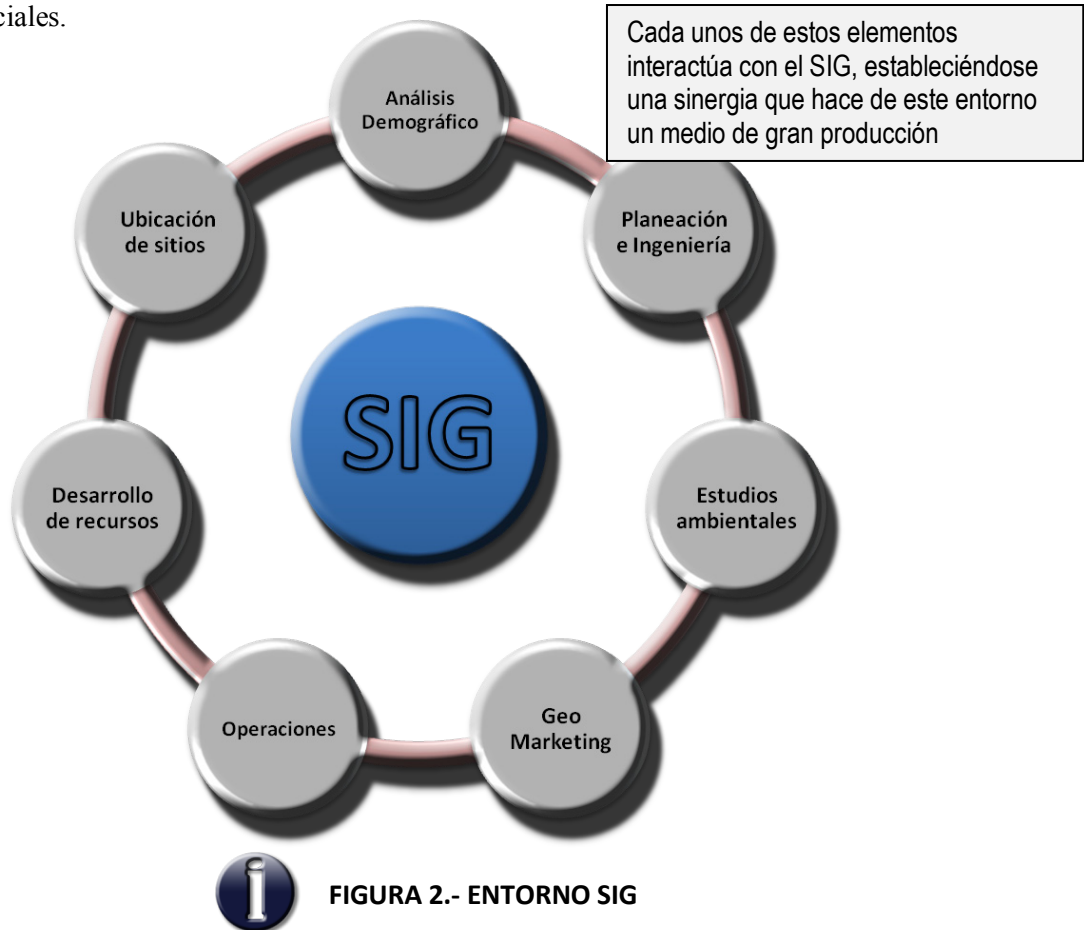 ciales.
Cada unos de estos elementos
interactúa con el SIG, estableciéndose
una sinergia que hace de este entorno
un medio de gran producción
Análisis
Demográfico
Planeación
e Ingeniería
Estudios
ambientales
Geo
Marketing
Operaciones
Desarrollo
de recursos
Ubicación
de sitios
SIG
i
FIGURA 2.- ENTORNO SIG